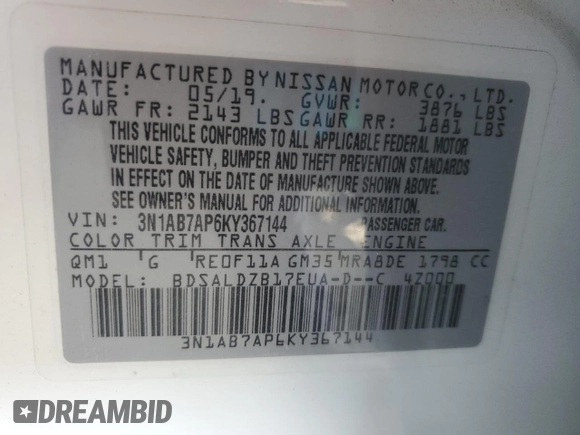 MANUFACTURED BY NISSAN MOTOR CO., LTD.
DATE: 05/19. GVWR: 3876 LBS
GAWR FR: 2143 LBS GAWR RR: 1881 LBS
THIS VEHICLE CONFORMS TO ALL APPLICABLE FEDERAL MOTOR
VEHICLE SAFETY, BUMPER AND THEFT PREVENTION STANDARDS
IN EFFECT ON THE DATE OF MANUFACTURE SHOWN ABOVE.
SEE OWNER'S MANUAL FOR ADDITIONAL INFORMATION.
VIN: 3N1AB7AP6KY367144 PASSENGER CAR.
COLOR TRIM TRANS AXLE ENGINE
QM1 G RE0F11A GM35 MRA8DE 1798 CC
MODEL: BDSALDZB17EUA-D--C 4Z000
3N1AB7AP6KY367144
DREAMBID